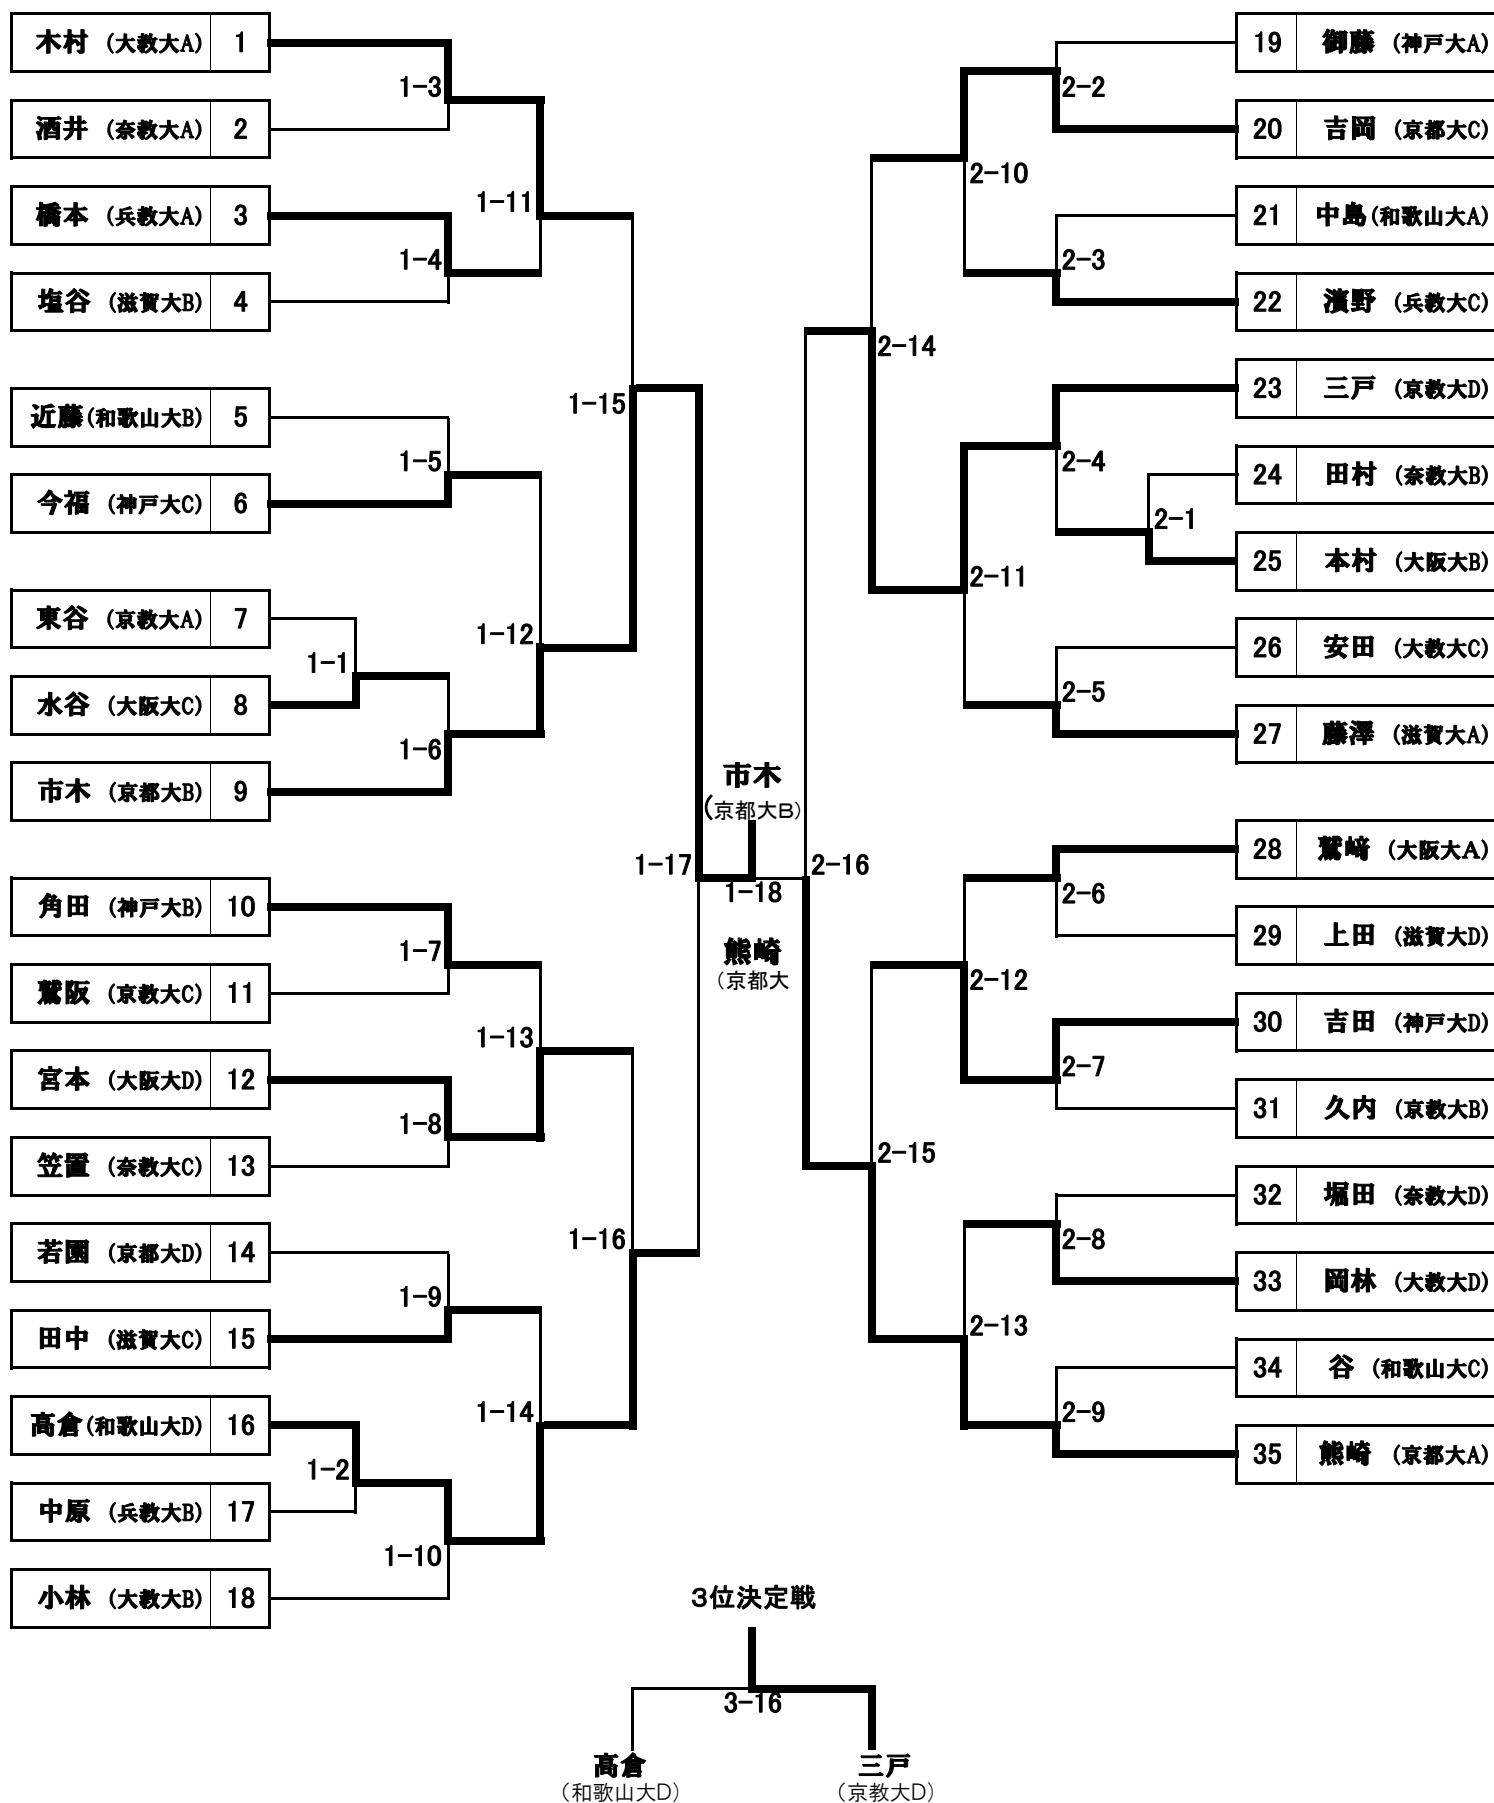 木村 (大教大A) 1
酒井 (奈教大A) 2
橋本 (兵教大A) 3
塩谷 (滋賀大B) 4
近藤(和歌山大B) 5
今福 (神戸大C) 6
東谷 (京教大A) 7
水谷 (大阪大C) 8
市木 (京都大B) 9
角田 (神戸大B) 10
鷲阪 (京教大C) 11
宮本 (大阪大D) 12
笠置 (奈教大C) 13
若園 (京都大D) 14
田中 (滋賀大C) 15
高倉(和歌山大D) 16
中原 (兵教大B) 17
小林 (大教大B) 18
1-3
1-4
1-5
1-1
1-6
1-7
1-8
1-9
1-2
1-10
1-11
1-12
1-13
1-14
1-15
1-16
1-17
市木
(京都大B)
1-18
熊崎
(京都大
2-16
2-14
2-15
2-10
2-11
2-12
2-13
2-2
2-3
2-4
2-1
2-5
2-6
2-7
2-8
2-9
19 御藤 (神戸大A)
20 吉岡 (京都大C)
21 中島(和歌山大A)
22 濱野 (兵教大C)
23 三戸 (京教大D)
24 田村 (奈教大B)
25 本村 (大阪大B)
26 安田 (大教大C)
27 藤澤 (滋賀大A)
28 鷲﨑 (大阪大A)
29 上田 (滋賀大D)
30 吉田 (神戸大D)
31 久内 (京教大B)
32 堀田 (奈教大D)
33 岡林 (大教大D)
34 谷 (和歌山大C)
35 熊崎 (京都大A)
3位決定戦
3-16
高倉
(和歌山大D)
三戸
(京教大D)